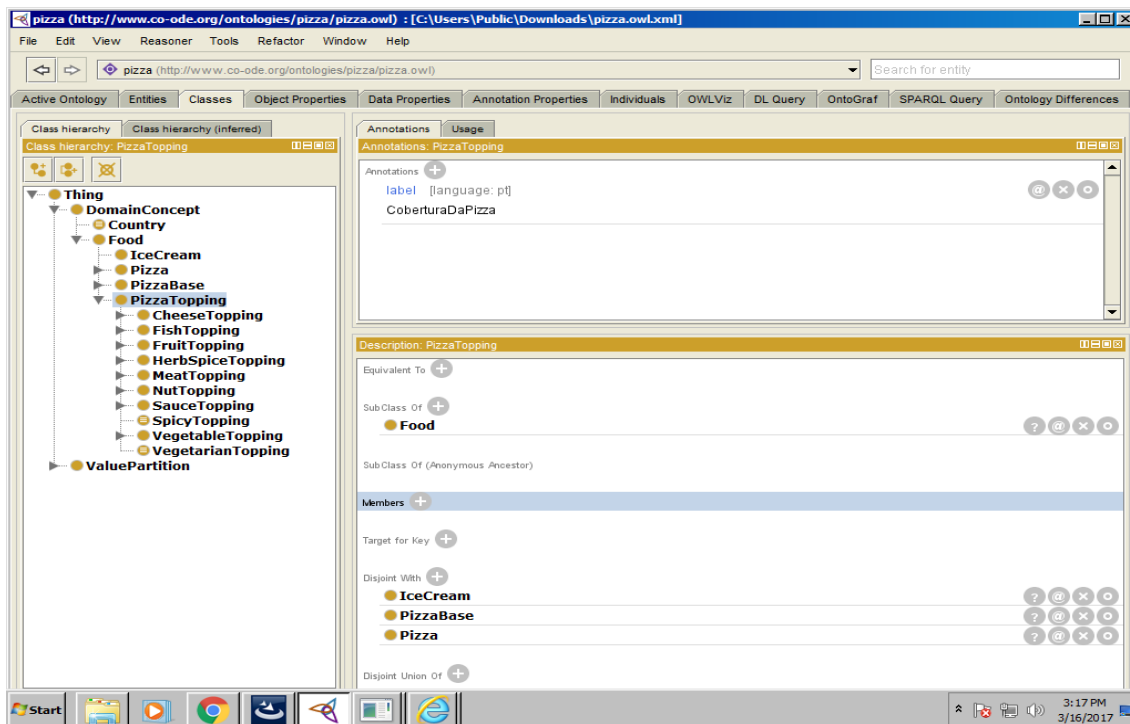 pizza (http://www.co-ode.org/ontologies/pizza/pizza.owl) : [C:\Users\Public\Downloads\pizza.owl.xml]
File Edit View Reasoner Tools Refactor Window Help
pizza (http://www.co-ode.org/ontologies/pizza/pizza.owl) Search for entity
Active Ontology Entities Classes Object Properties Data Properties Annotation Properties Individuals OWLViz DL Query OntoGraf SPARQL Query Ontology Differences
Class hierarchy Class hierarchy (inferred)
Class hierarchy: PizzaTopping
Thing
DomainConcept
Country
Food
IceCream
Pizza
PizzaBase
PizzaTopping
CheeseTopping
FishTopping
FruitTopping
HerbSpiceTopping
MeatTopping
NutTopping
SauceTopping
SpicyTopping
VegetableTopping
VegetarianTopping
ValuePartition
Annotations Usage
Annotations: PizzaTopping
Annotations
label [language: pt]
CoberturaDaPizza
Description: PizzaTopping
Equivalent To
SubClass Of
Food
SubClass Of (Anonymous Ancestor)
Members
Target for Key
Disjoint With
IceCream
PizzaBase
Pizza
Disjoint Union Of
Start
3:17 PM
3/16/2017